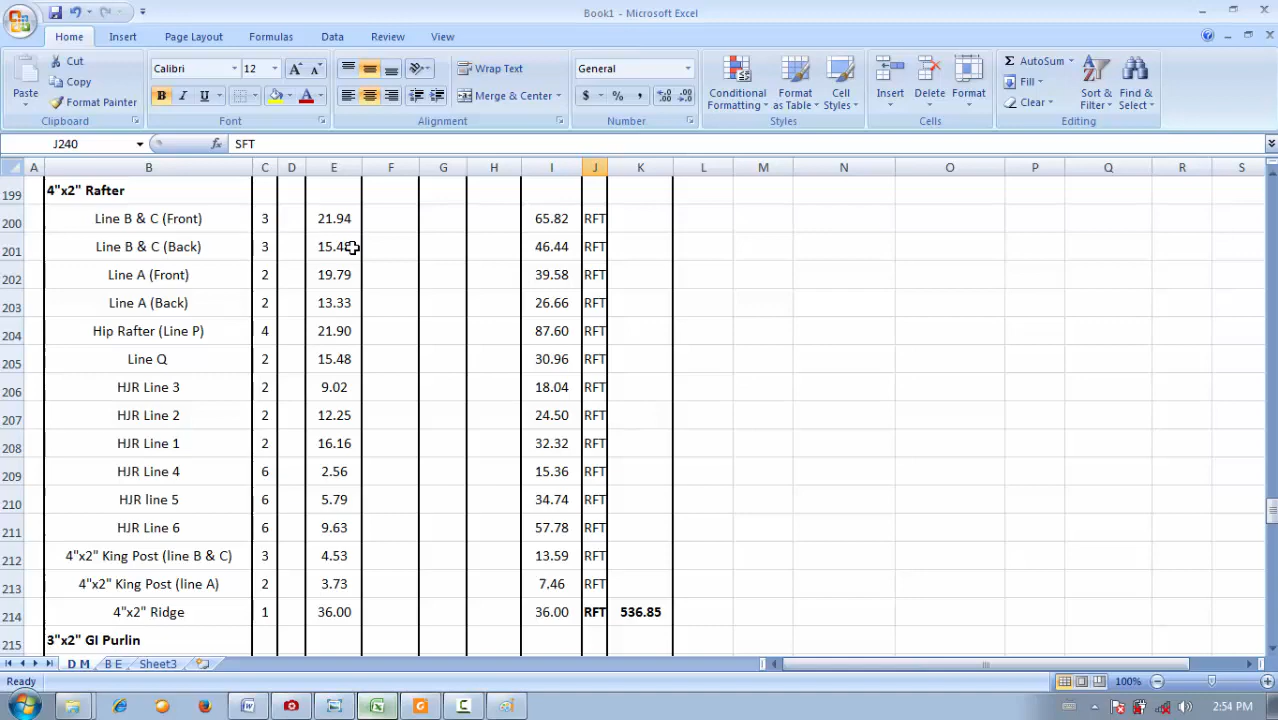 Book1 - Microsoft Excel
Home Insert Page Layout Formulas Data Review View
Paste
Cut
Copy
Format Painter
Clipboard
Calibri 12
B I U
Font
Wrap Text
Merge & Center
Alignment
General
$ % ,
Number
Conditional Formatting
Format as Table
Cell Styles
Styles
Insert Delete Format
Cells
AutoSum
Fill
Clear
Sort & Filter
Find & Select
Editing
J240 fx SFT
A B C D E F G H I J K L M N O P Q R S
199 4"x2" Rafter
200 Line B & C (Front) 3 21.94 65.82 RFT
201 Line B & C (Back) 3 15.48 46.44 RFT
202 Line A (Front) 2 19.79 39.58 RFT
203 Line A (Back) 2 13.33 26.66 RFT
204 Hip Rafter (Line P) 4 21.90 87.60 RFT
205 Line Q 2 15.48 30.96 RFT
206 HJR Line 3 2 9.02 18.04 RFT
207 HJR Line 2 2 12.25 24.50 RFT
208 HJR Line 1 2 16.16 32.32 RFT
209 HJR Line 4 6 2.56 15.36 RFT
210 HJR line 5 6 5.79 34.74 RFT
211 HJR Line 6 6 9.63 57.78 RFT
212 4"x2" King Post (line B & C) 3 4.53 13.59 RFT
213 4"x2" King Post (line A) 2 3.73 7.46 RFT
214 4"x2" Ridge 1 36.00 36.00 RFT 536.85
215 3"x2" GI Purlin
D M B E Sheet3
Ready 100%
2:54 PM